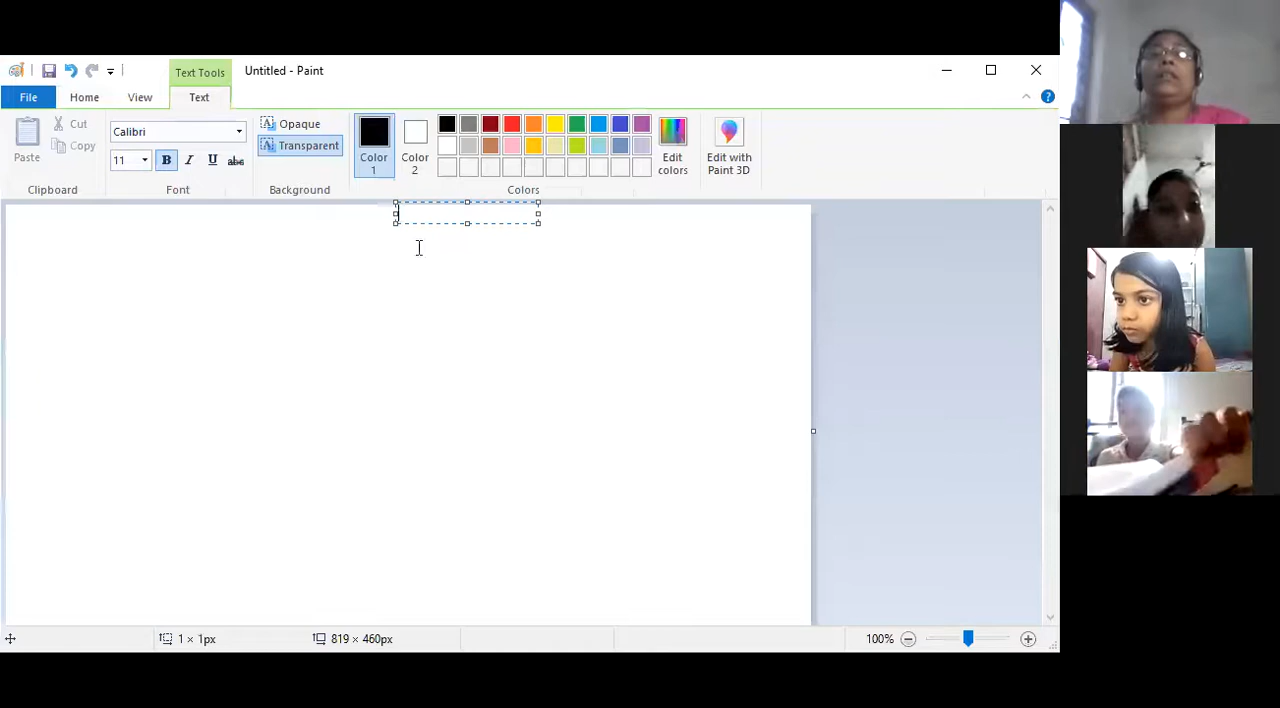 Text Tools
Untitled - Paint
File
Home
View
Text
Paste
Cut
Copy
Clipboard
Calibri
11
B I U abc
Font
Opaque
Transparent
Background
Color 1
Color 2
Edit colors
Colors
Edit with Paint 3D
1 × 1px
819 × 460px
100%